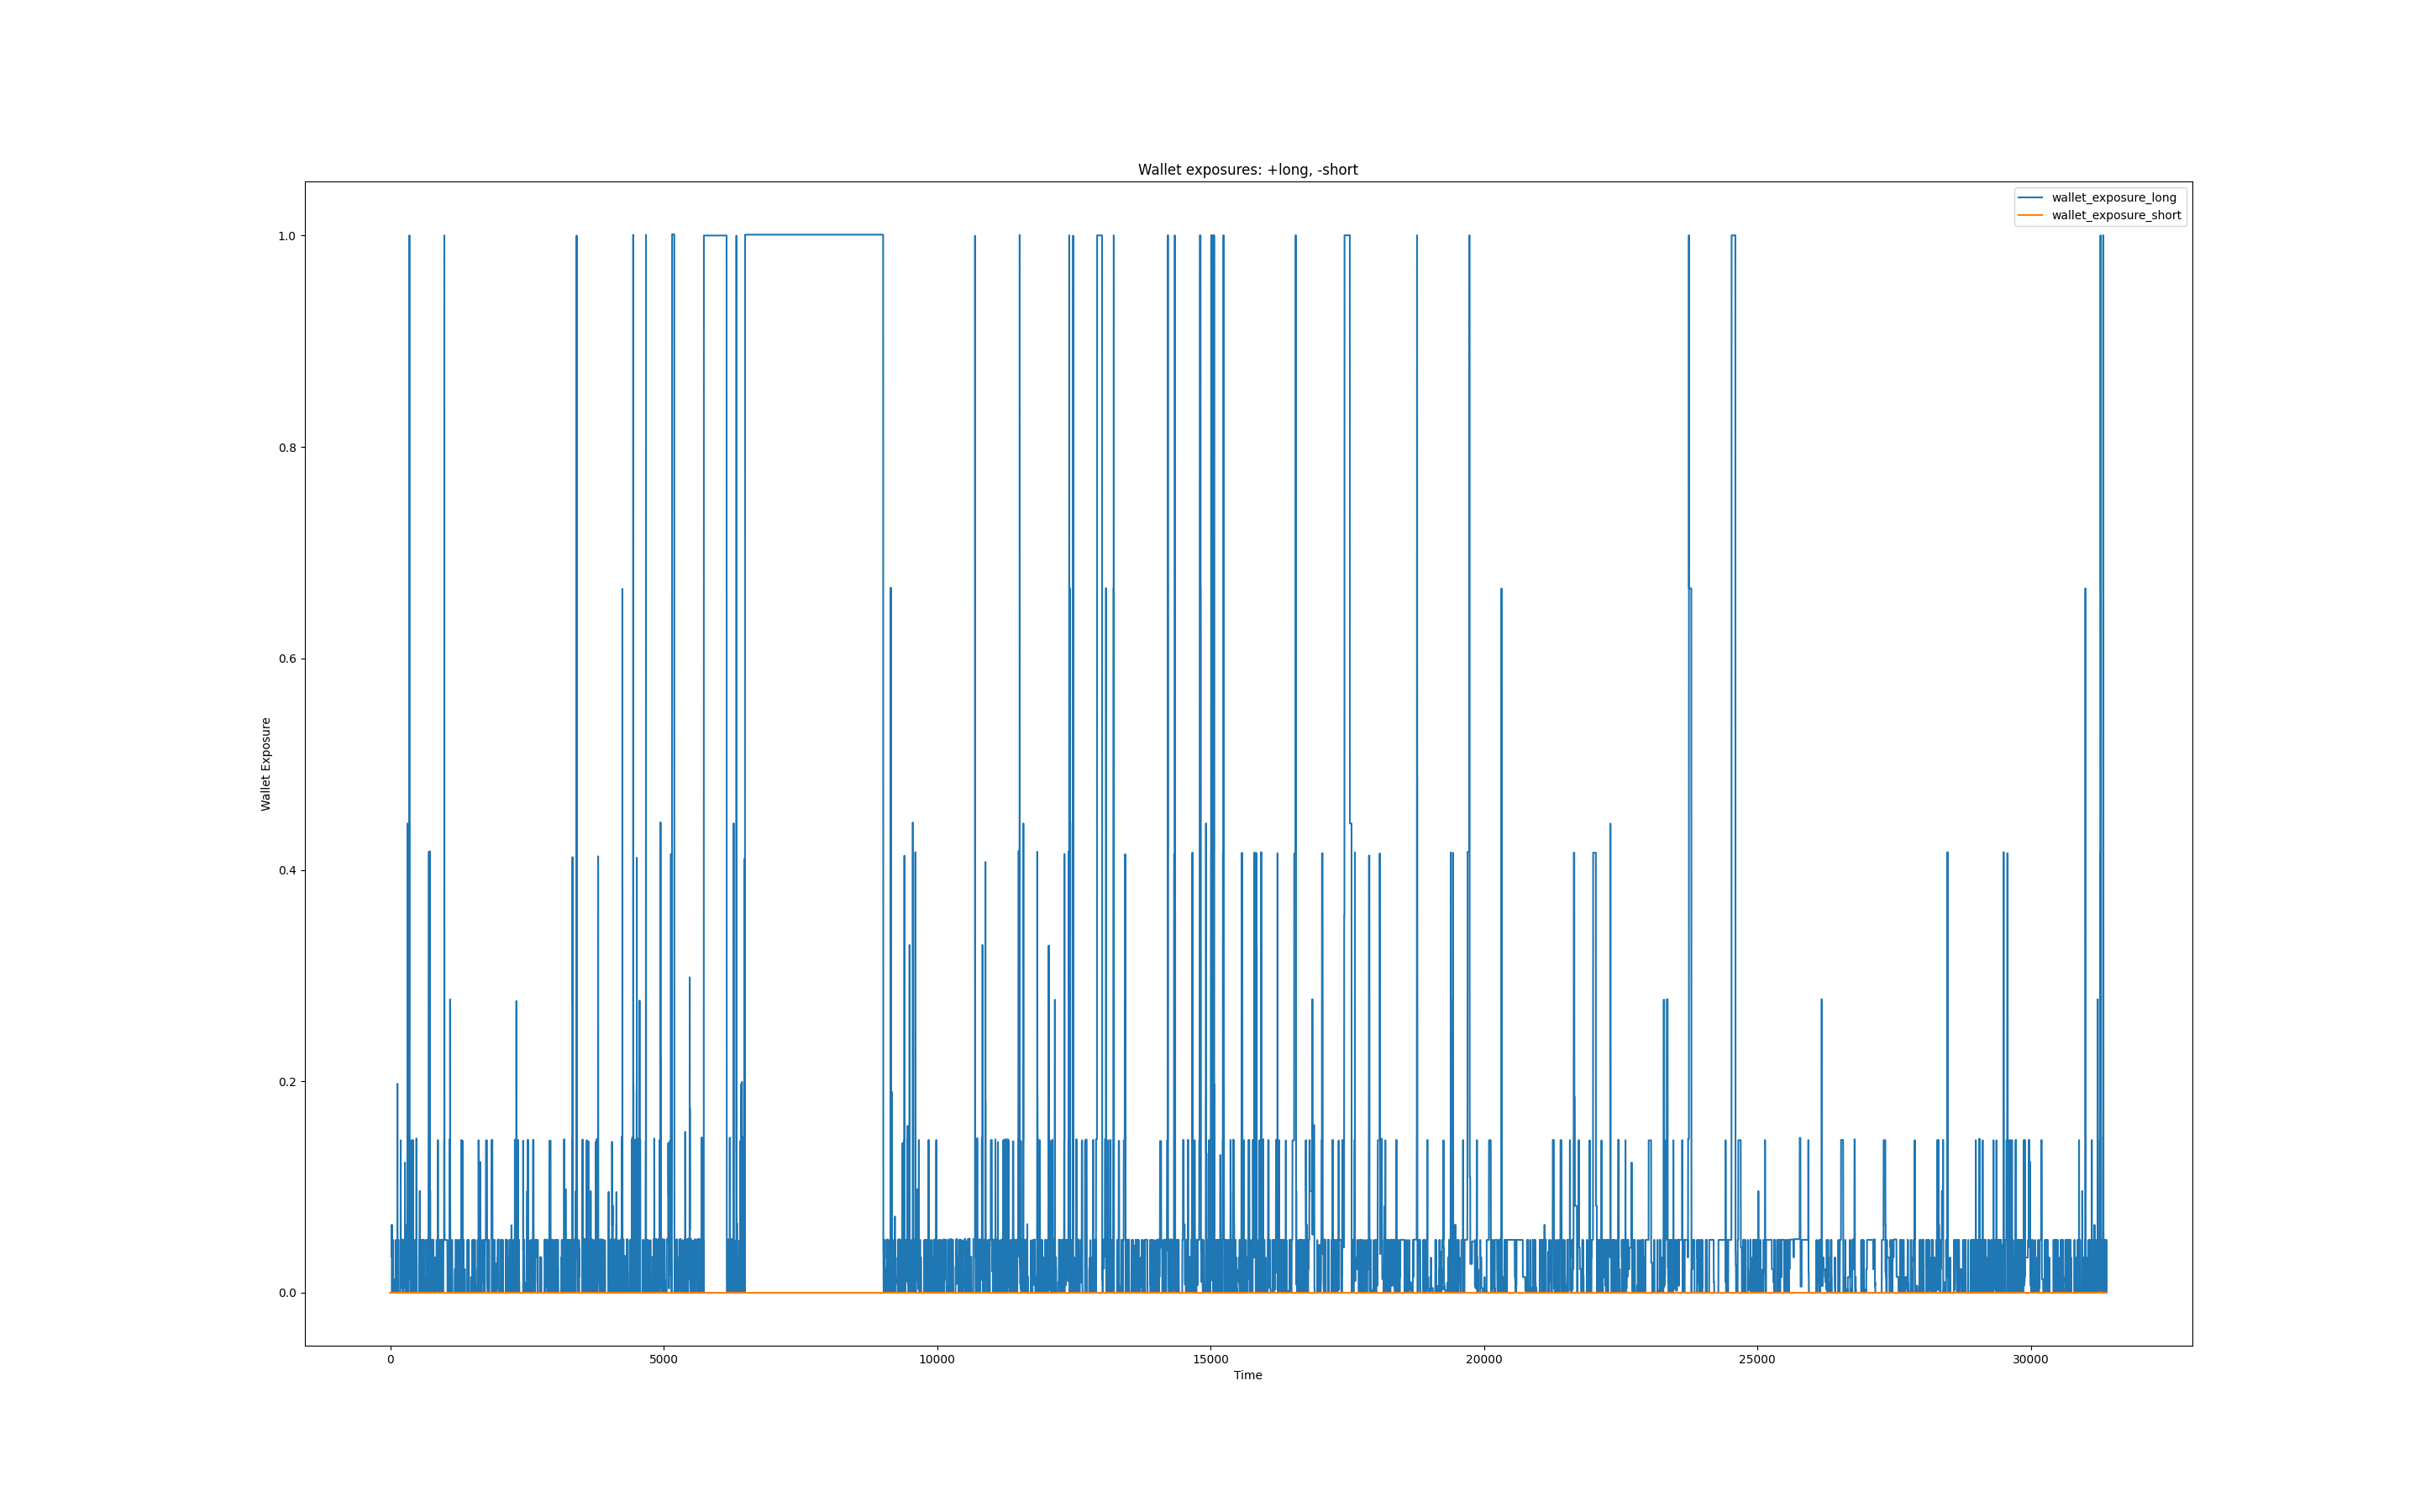 Wallet exposures: +long, -short
wallet_exposure_long
wallet_exposure_short
1.0
0.8
0.6
0.4
0.2
0.0
Wallet Exposure
0 5000 10000 15000 20000 25000 30000
Time